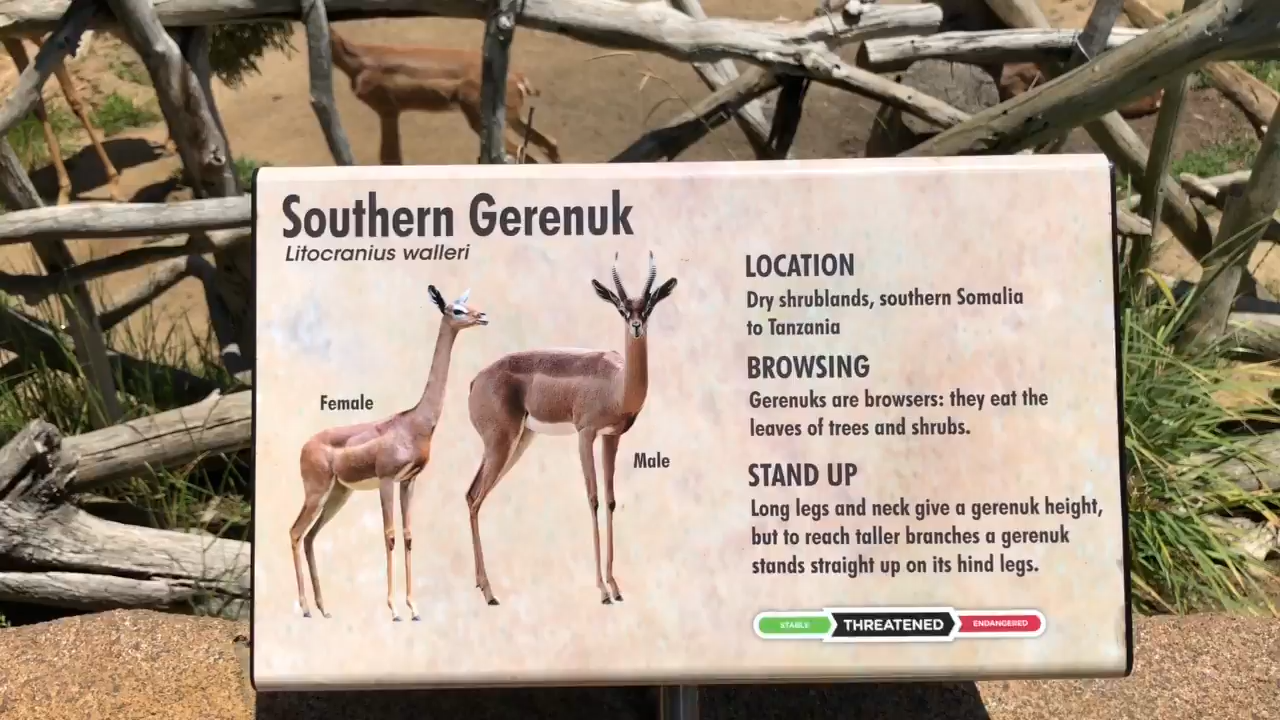 Southern Gerenuk
Litocranius walleri
Female
Male
LOCATION
Dry shrublands, southern Somalia
to Tanzania
BROWSING
Gerenuks are browsers: they eat the
leaves of trees and shrubs.
STAND UP
Long legs and neck give a gerenuk height,
but to reach taller branches a gerenuk
stands straight up on its hind legs.
STABLE THREATENED ENDANGERED